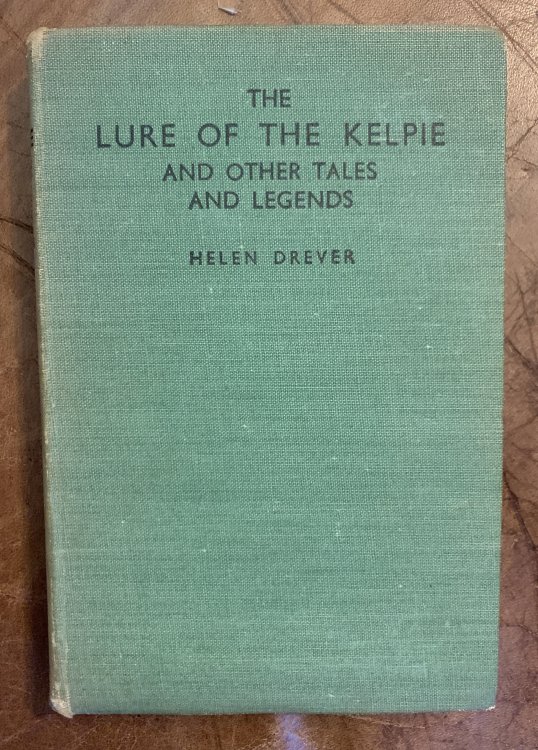 THE
LURE OF THE KELPIE
AND OTHER TALES
AND LEGENDS
HELEN DREVER